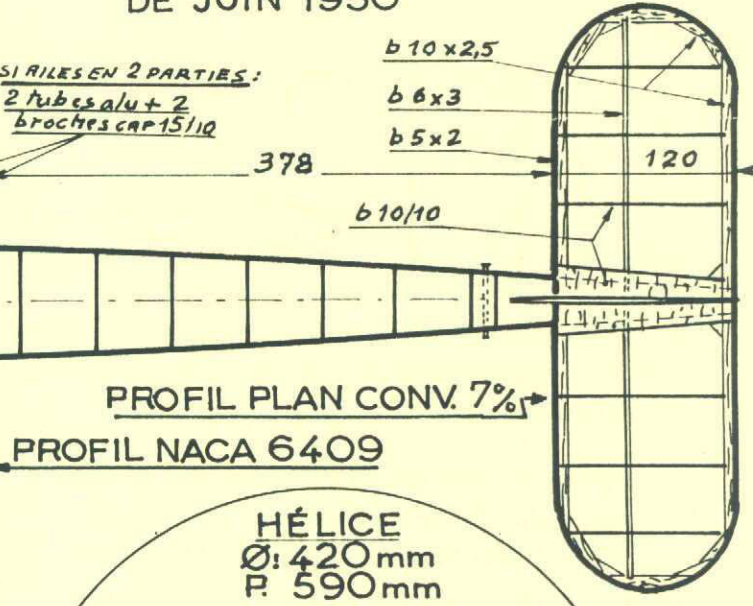 DE JUIN 1950
SI AILES EN 2 PARTIES:
2 tubes alu + 2
broches CAP 15/10
b 10 x 2,5
b 6 x 3
b 5 x 2
378
120
b 10/10
PROFIL PLAN CONV. 7%
PROFIL NACA 6409
HÉLICE
Ø: 420 mm
P. 590 mm